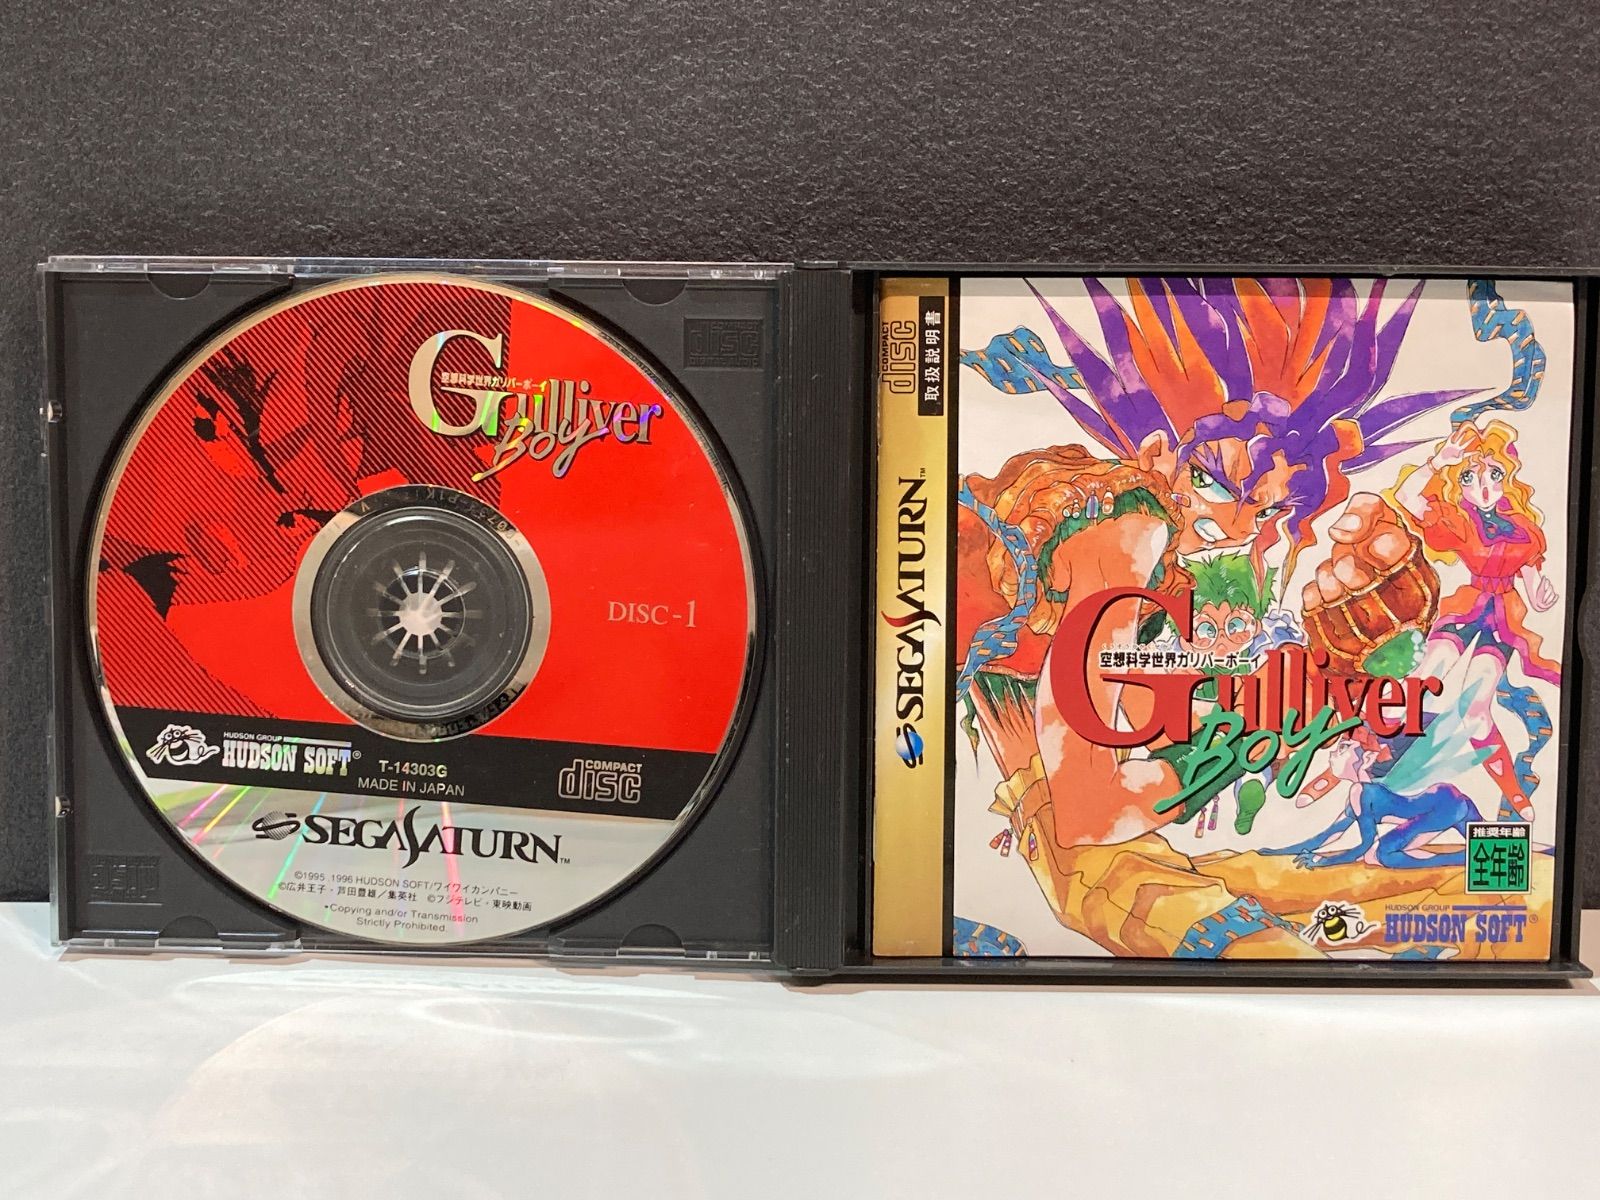 空想科学世界ガリバーボーイ
Gulliver
Boy
DISC-1
HUDSON GROUP
HUDSON SOFT®
T-14303G
MADE IN JAPAN
COMPACT
disc
SEGA SATURN™
©1995 ,1996 HUDSON SOFT/ワイワイカンパニー
©広井王子・芦田豊雄／集英社 ©フジテレビ・東映動画
*Copying and/or Transmission
Strictly Prohibited.
COMPACT
disc
取扱説明書
SEGA SATURN™
空想科学世界ガリバーボーイ
Gulliver
Boy
推奨年齢
全年齢
HUDSON GROUP
HUDSON SOFT®